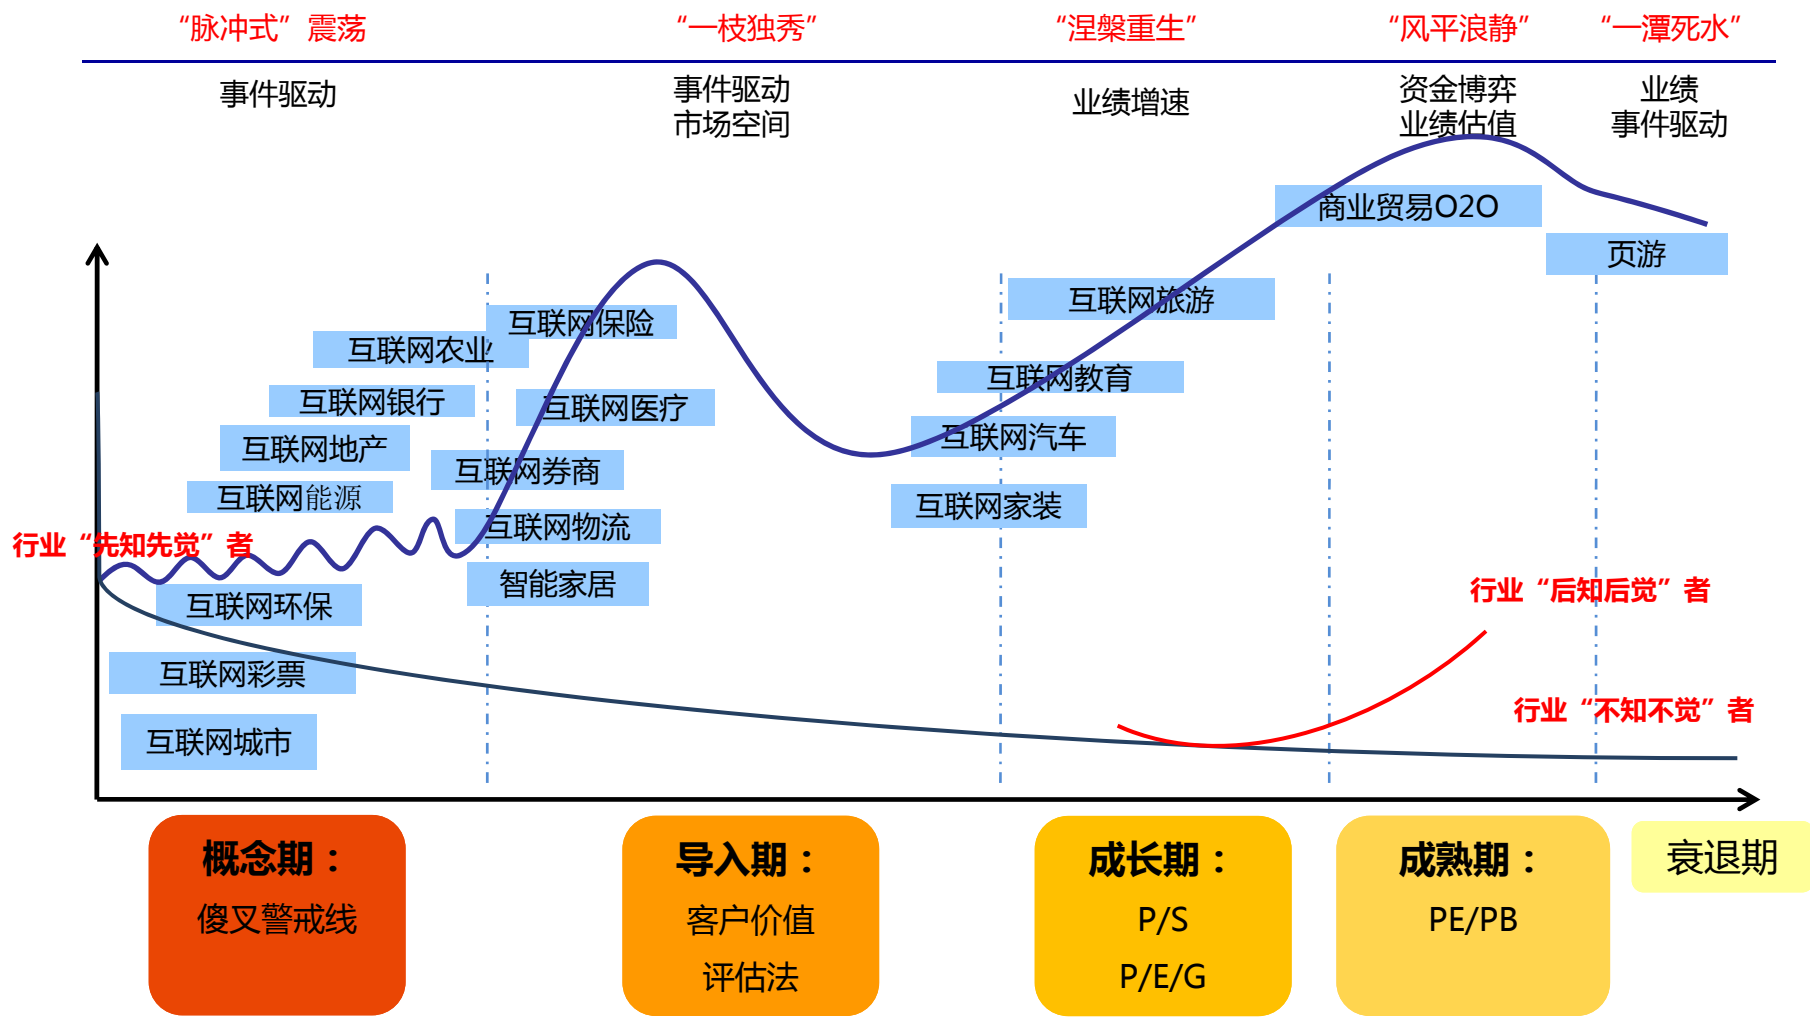 “脉冲式”震荡
“一枝独秀”
“涅槃重生”
“风平浪静”
“一潭死水”
事件驱动
事件驱动
市场空间
业绩增速
资金博弈
业绩估值
业绩
事件驱动
商业贸易O2O
页游
互联网旅游
互联网保险
互联网农业
互联网教育
互联网银行
互联网医疗
互联网汽车
互联网地产
互联网券商
互联网能源
互联网家装
互联网物流
行业“先知先觉”者
智能家居
行业“后知后觉”者
互联网环保
互联网彩票
行业“不知不觉”者
互联网城市
概念期：
傻叉警戒线
导入期：
客户价值
评估法
成长期：
P/S
P/E/G
成熟期：
PE/PB
衰退期